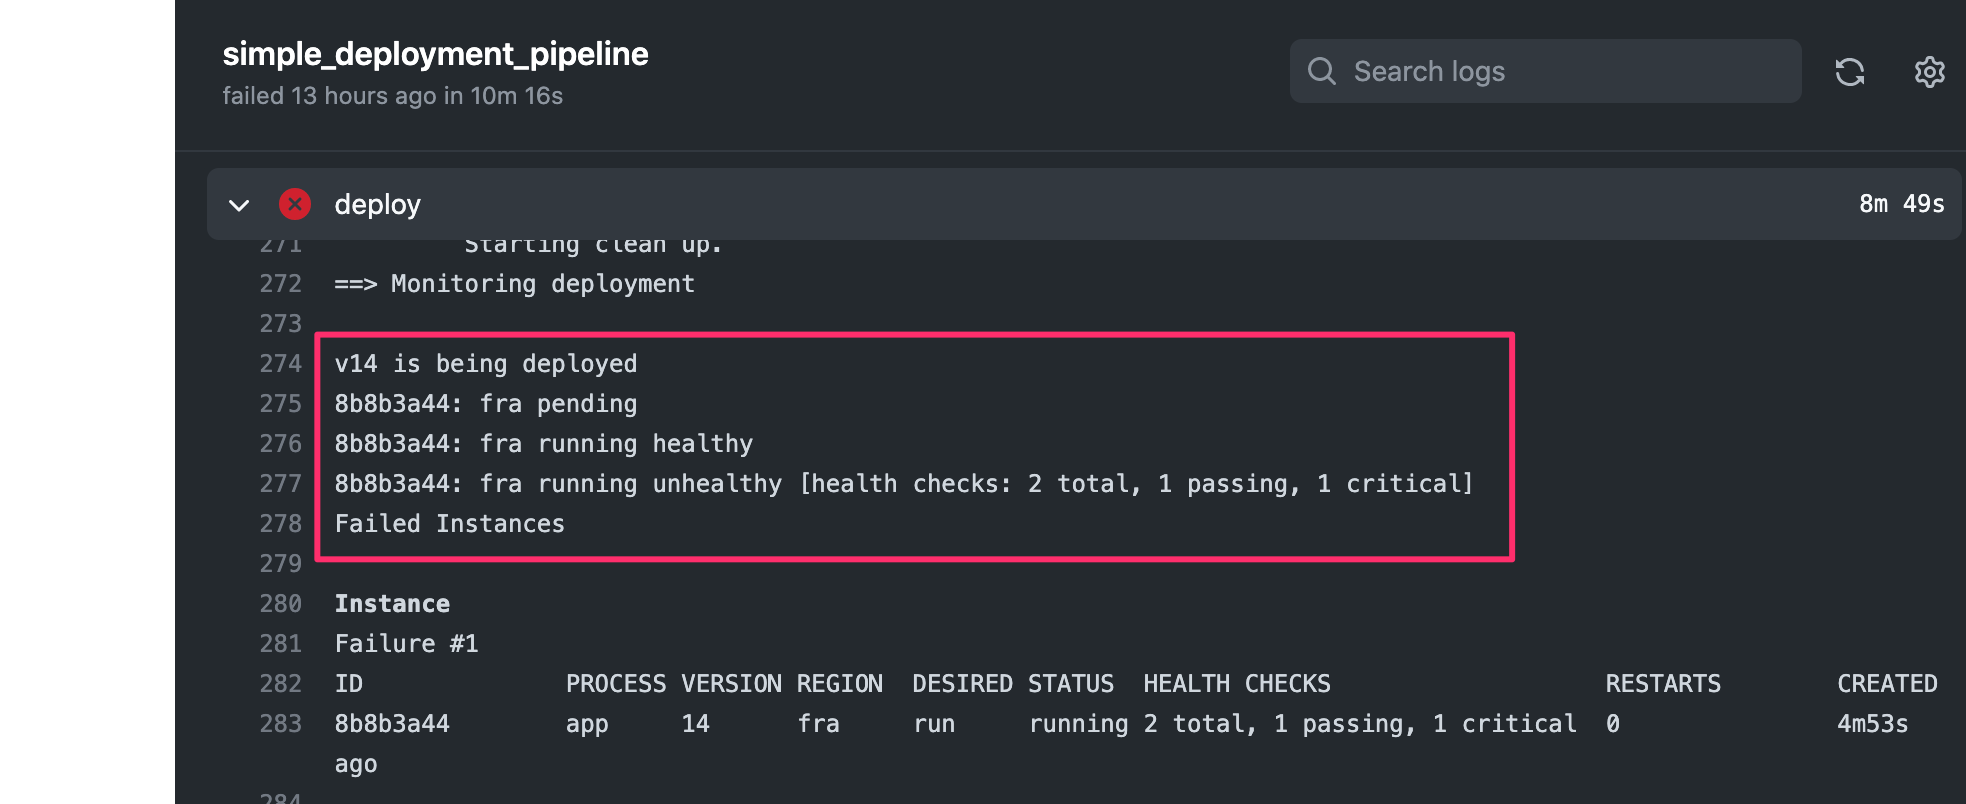 simple_deployment_pipeline
failed 13 hours ago in 10m 16s
Search logs
deploy 8m 49s
271 Starting clean up.
272 ==> Monitoring deployment
273
274 v14 is being deployed
275 8b8b3a44: fra pending
276 8b8b3a44: fra running healthy
277 8b8b3a44: fra running unhealthy [health checks: 2 total, 1 passing, 1 critical]
278 Failed Instances
279
280 Instance
281 Failure #1
282 ID PROCESS VERSION REGION DESIRED STATUS HEALTH CHECKS RESTARTS CREATED
283 8b8b3a44 app 14 fra run running 2 total, 1 passing, 1 critical 0 4m53s
ago
284